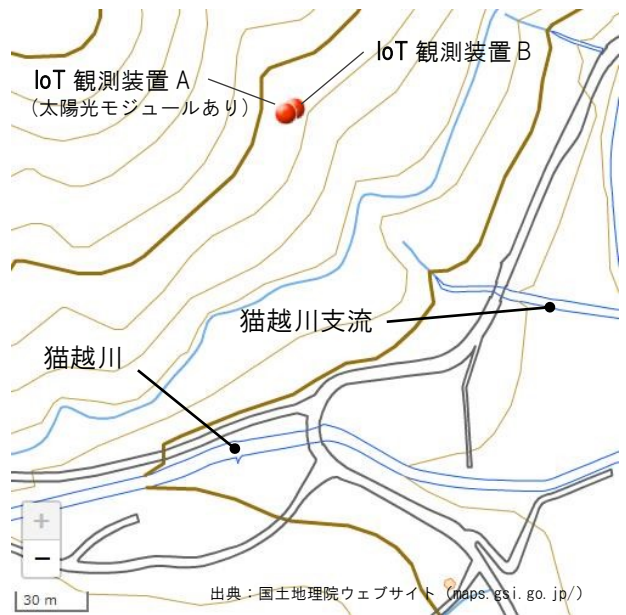 IoT 観測装置 B
IoT 観測装置 A
(太陽光モジュールあり)
猫越川支流
猫越川
+
−
30 m
出典：国土地理院ウェブサイト（maps.gsi.go.jp/）